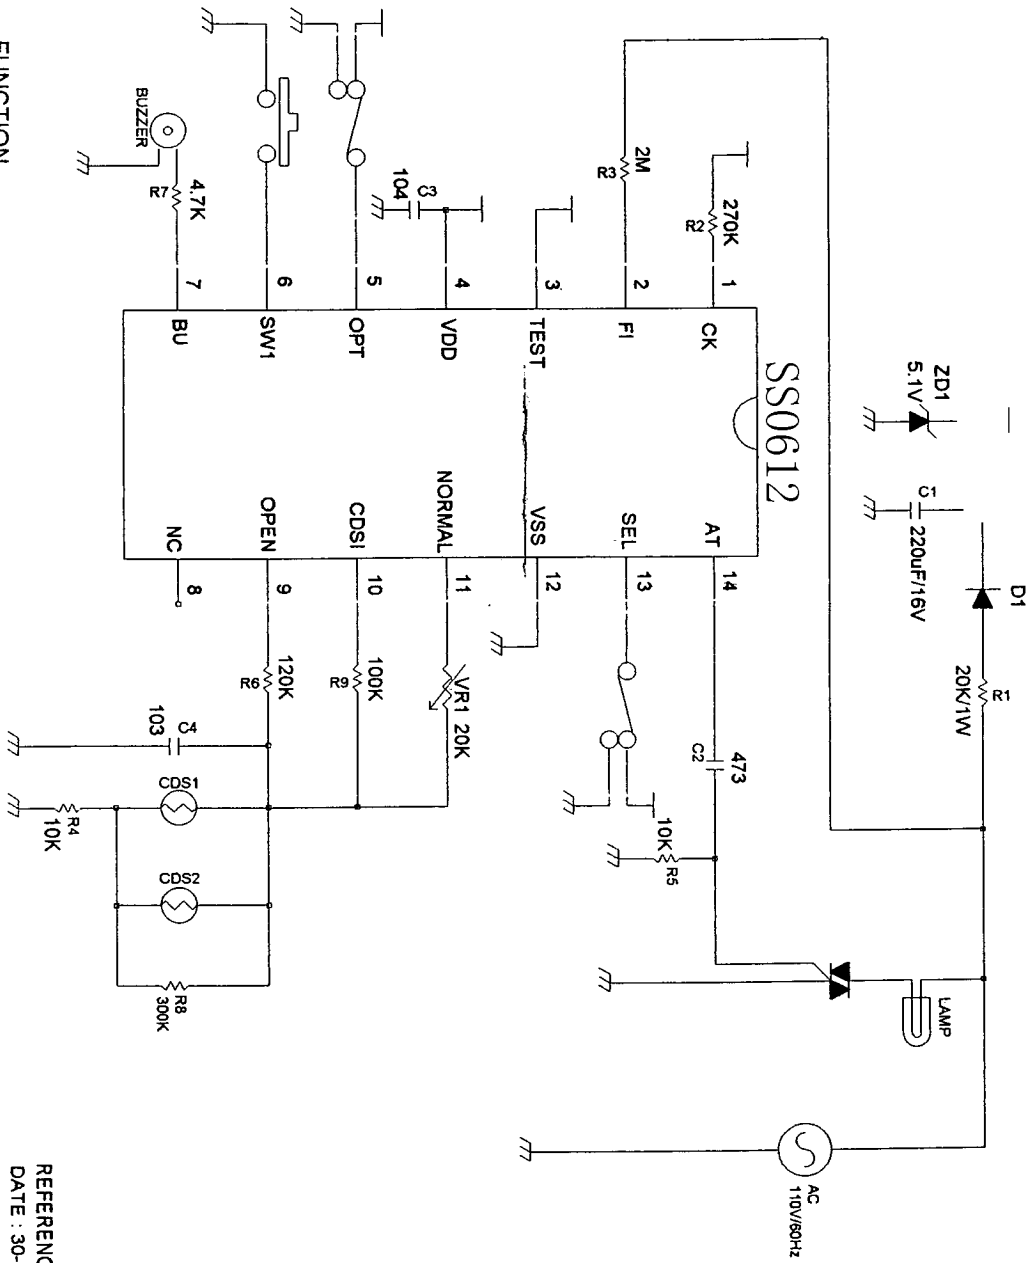 D1
R1
20K/1W
ZD1
5.1V
C1
220uF/16V
LAMP
AC
110V/60Hz
SS0612
270K
R2
1
CK
AT
14
473
C2
2M
R3
2
FI
SEL
13
10K
R5
3
TEST
VSS
12
C3
104
4
VDD
NORMAL
11
VR1 20K
5
OPT
CDSI
10
100K
R9
6
SW1
OPEN
9
120K
R6
BUZZER
4.7K
R7
7
BU
NC
8
C4
103
CDS1
CDS2
R8
300K
R4
10K
FUNCTION
DATE : 30-